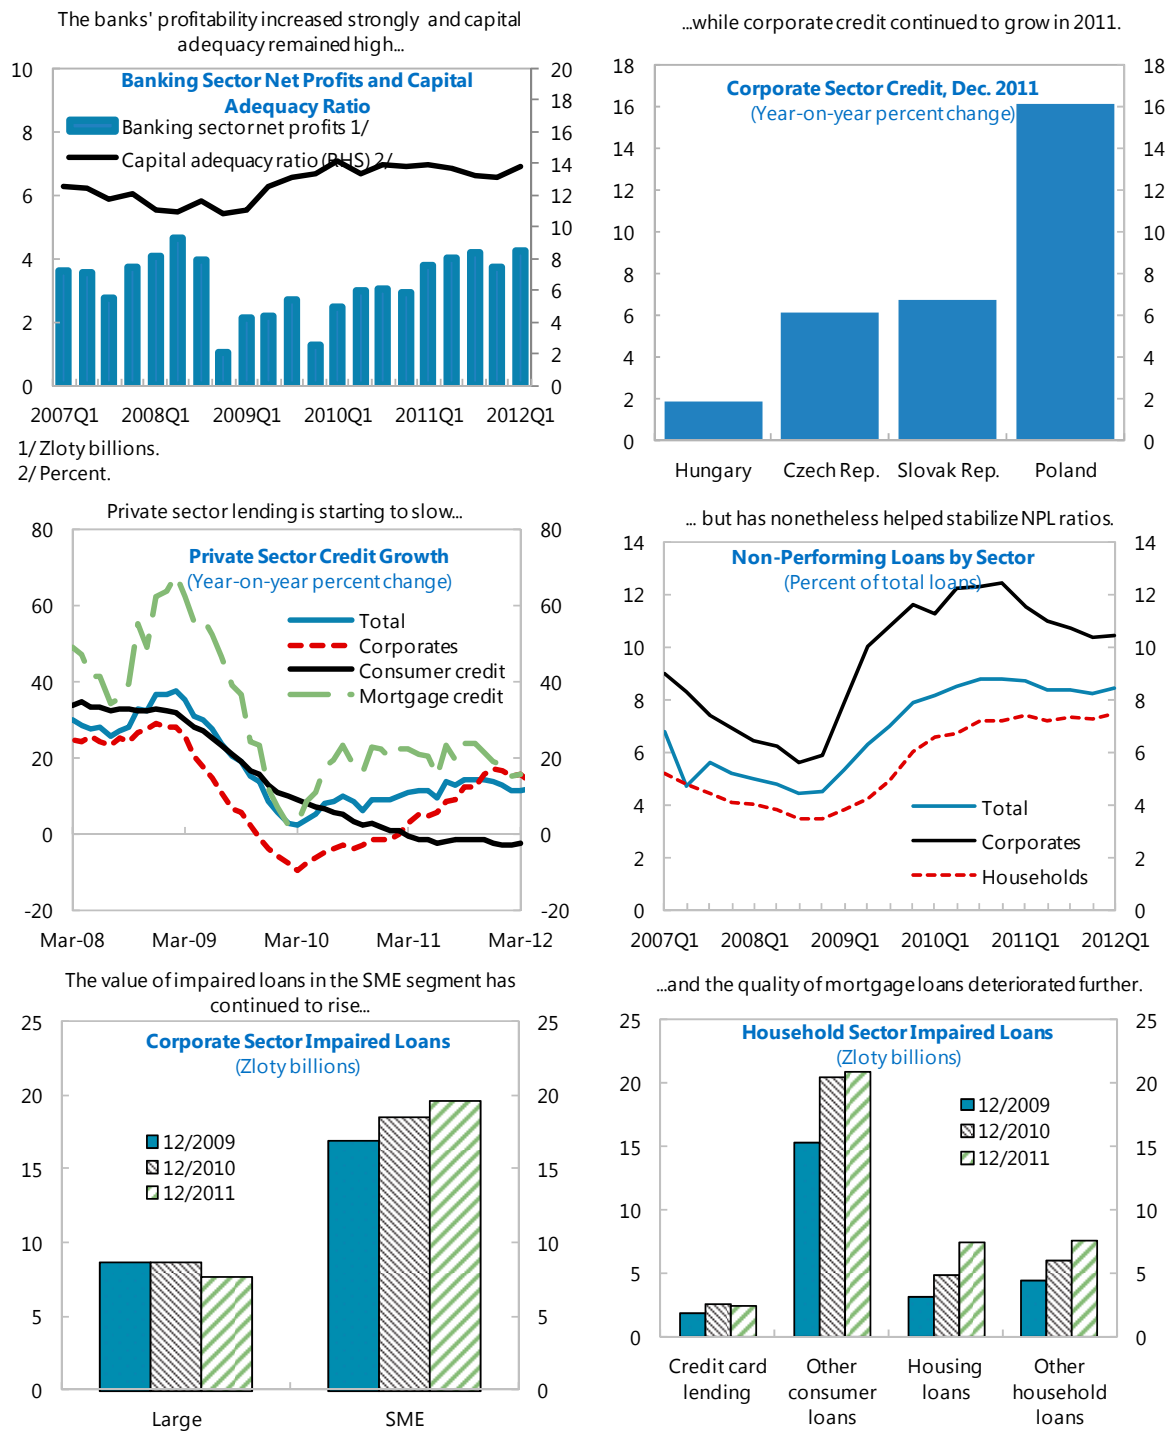 The banks' profitability increased strongly and capital
adequacy remained high...
Banking Sector Net Profits and Capital
Adequacy Ratio
Banking sector net profits 1/
Capital adequacy ratio (RHS) 2/
10
8
6
4
2
0
20
18
16
14
12
10
8
6
4
2
0
2007Q1 2008Q1 2009Q1 2010Q1 2011Q1 2012Q1
1/ Zloty billions.
2/ Percent.
...while corporate credit continued to grow in 2011.
Corporate Sector Credit, Dec. 2011
(Year-on-year percent change)
18
16
14
12
10
8
6
4
2
0
18
16
14
12
10
8
6
4
2
0
Hungary Czech Rep. Slovak Rep. Poland
Private sector lending is starting to slow...
Private Sector Credit Growth
(Year-on-year percent change)
Total
Corporates
Consumer credit
Mortgage credit
80
60
40
20
0
-20
80
60
40
20
0
-20
Mar-08 Mar-09 Mar-10 Mar-11 Mar-12
... but has nonetheless helped stabilize NPL ratios.
Non-Performing Loans by Sector
(Percent of total loans)
14
12
10
8
6
4
2
0
14
12
10
8
6
4
2
0
Total
Corporates
Households
2007Q1 2008Q1 2009Q1 2010Q1 2011Q1 2012Q1
The value of impaired loans in the SME segment has
continued to rise...
Corporate Sector Impaired Loans
(Zloty billions)
12/2009
12/2010
12/2011
25
20
15
10
5
0
25
20
15
10
5
0
Large SME
...and the quality of mortgage loans deteriorated further.
Household Sector Impaired Loans
(Zloty billions)
12/2009
12/2010
12/2011
25
20
15
10
5
0
25
20
15
10
5
0
Credit card
lending
Other
consumer
loans
Housing
loans
Other
household
loans